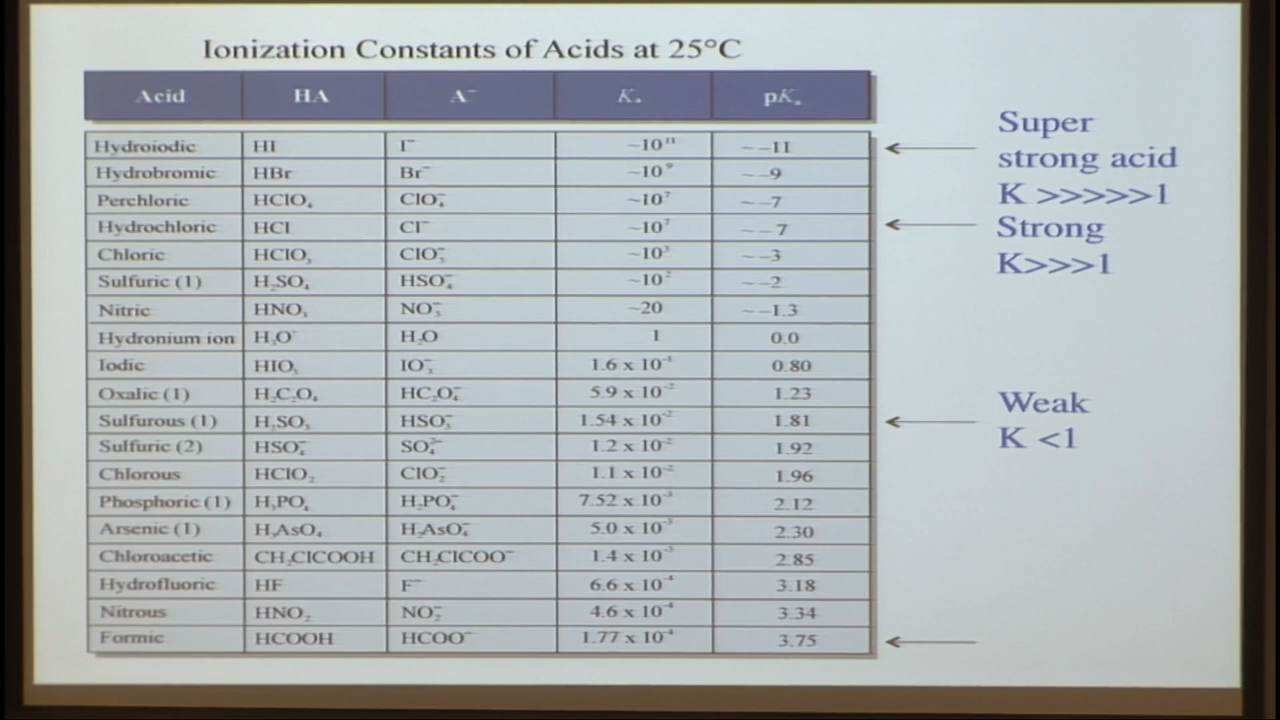 Ionization Constants of Acids at 25°C
Acid HA A⁻ Kₐ pKₐ
Hydroiodic HI I⁻ ~10¹¹ ~–11
Hydrobromic HBr Br⁻ ~10⁹ ~–9
Perchloric HClO₄ ClO₄⁻ ~10⁷ ~–7
Hydrochloric HCl Cl⁻ ~10⁷ ~–7
Chloric HClO₃ ClO₃⁻ ~10³ ~–3
Sulfuric (1) H₂SO₄ HSO₄⁻ ~10² ~–2
Nitric HNO₃ NO₃⁻ ~20 ~–1.3
Hydronium ion H₃O⁺ H₂O 1 0.0
Iodic HIO₃ IO₃⁻ 1.6 x 10⁻¹ 0.80
Oxalic (1) H₂C₂O₄ HC₂O₄⁻ 5.9 x 10⁻² 1.23
Sulfurous (1) H₂SO₃ HSO₃⁻ 1.54 x 10⁻² 1.81
Sulfuric (2) HSO₄⁻ SO₄²⁻ 1.2 x 10⁻² 1.92
Chlorous HClO₂ ClO₂⁻ 1.1 x 10⁻² 1.96
Phosphoric (1) H₃PO₄ H₂PO₄⁻ 7.52 x 10⁻³ 2.12
Arsenic (1) H₃AsO₄ H₂AsO₄⁻ 5.0 x 10⁻³ 2.30
Chloroacetic CH₂ClCOOH CH₂ClCOO⁻ 1.4 x 10⁻³ 2.85
Hydrofluoric HF F⁻ 6.6 x 10⁻⁴ 3.18
Nitrous HNO₂ NO₂⁻ 4.6 x 10⁻⁴ 3.34
Formic HCOOH HCOO⁻ 1.77 x 10⁻⁴ 3.75
Super
strong acid
K >>>>>1
Strong
K>>>1
Weak
K <1